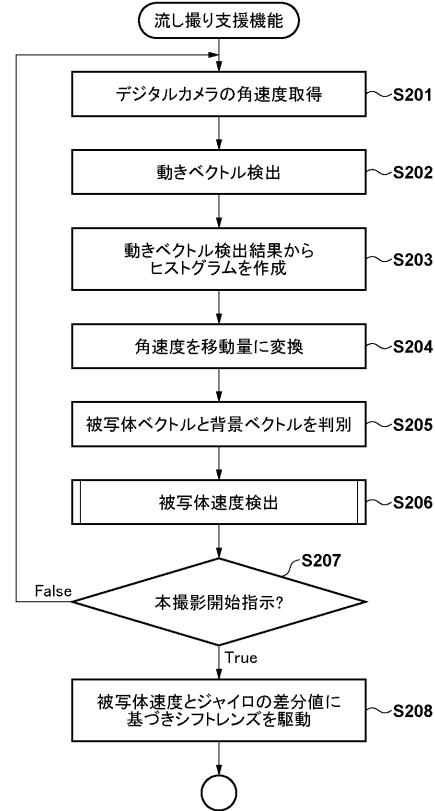 流し撮り支援機能
デジタルカメラの角速度取得
S201
動きベクトル検出
S202
動きベクトル検出結果から
ヒストグラムを作成
S203
角速度を移動量に変換
S204
被写体ベクトルと背景ベクトルを判別
S205
被写体速度検出
S206
S207
本撮影開始指示?
False
True
被写体速度とジャイロの差分値に
基づきシフトレンズを駆動
S208